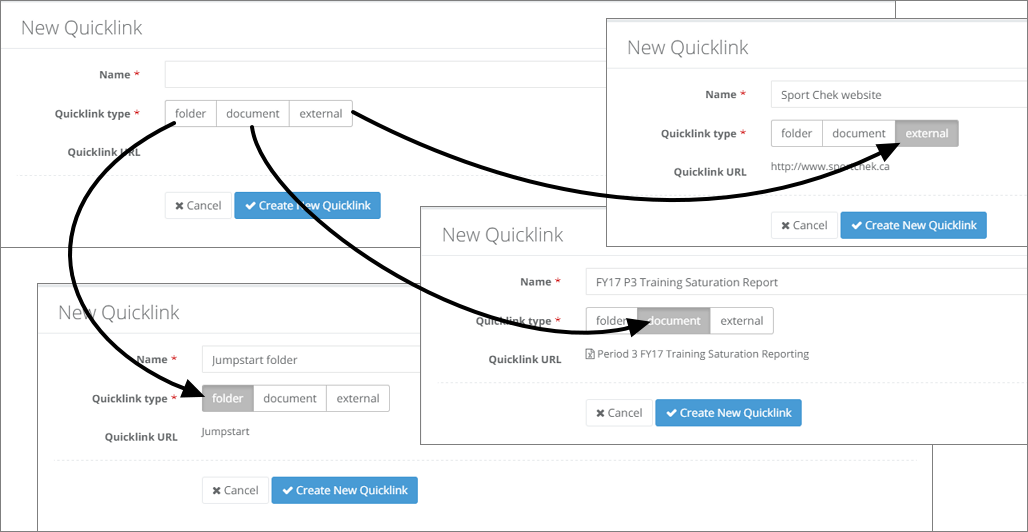 New Quicklink
Name *
Quicklink type * folder document external
Quicklink URL
Cancel Create New Quicklink
New Quicklink
Name * Sport Chek website
Quicklink type * folder document external
Quicklink URL http://www.sportchek.ca
Cancel Create New Quicklink
New Quicklink
Name * FY17 P3 Training Saturation Report
Quicklink type * folder document external
Quicklink URL Period 3 FY17 Training Saturation Reporting
Cancel Create New Quicklink
New Quicklink
Name * Jumpstart folder
Quicklink type * folder document external
Quicklink URL Jumpstart
Cancel Create New Quicklink